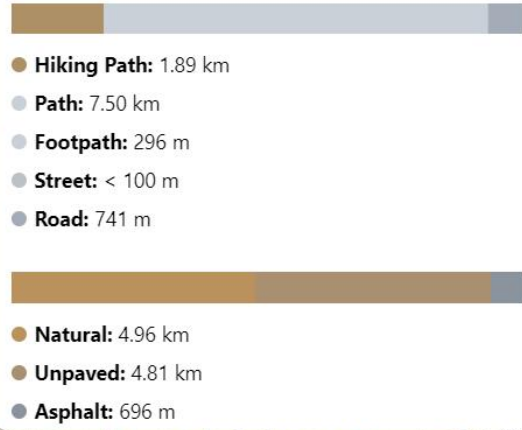 Hiking Path: 1.89 km
Path: 7.50 km
Footpath: 296 m
Street: < 100 m
Road: 741 m
Natural: 4.96 km
Unpaved: 4.81 km
Asphalt: 696 m